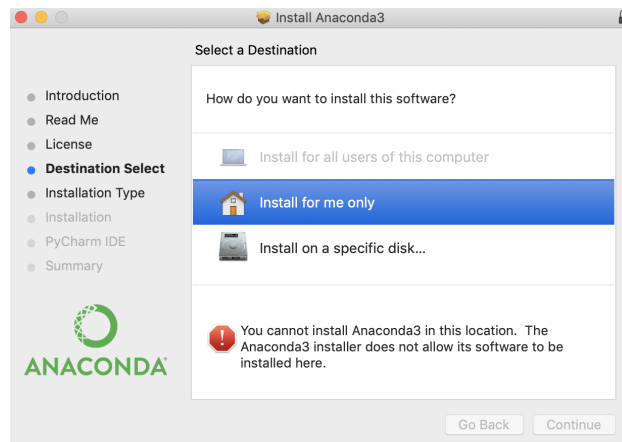 Install Anaconda3
Select a Destination
Introduction
Read Me
License
Destination Select
Installation Type
Installation
PyCharm IDE
Summary
ANACONDA
How do you want to install this software?
Install for all users of this computer
Install for me only
Install on a specific disk...
You cannot install Anaconda3 in this location. The
Anaconda3 installer does not allow its software to be
installed here.
Go Back
Continue